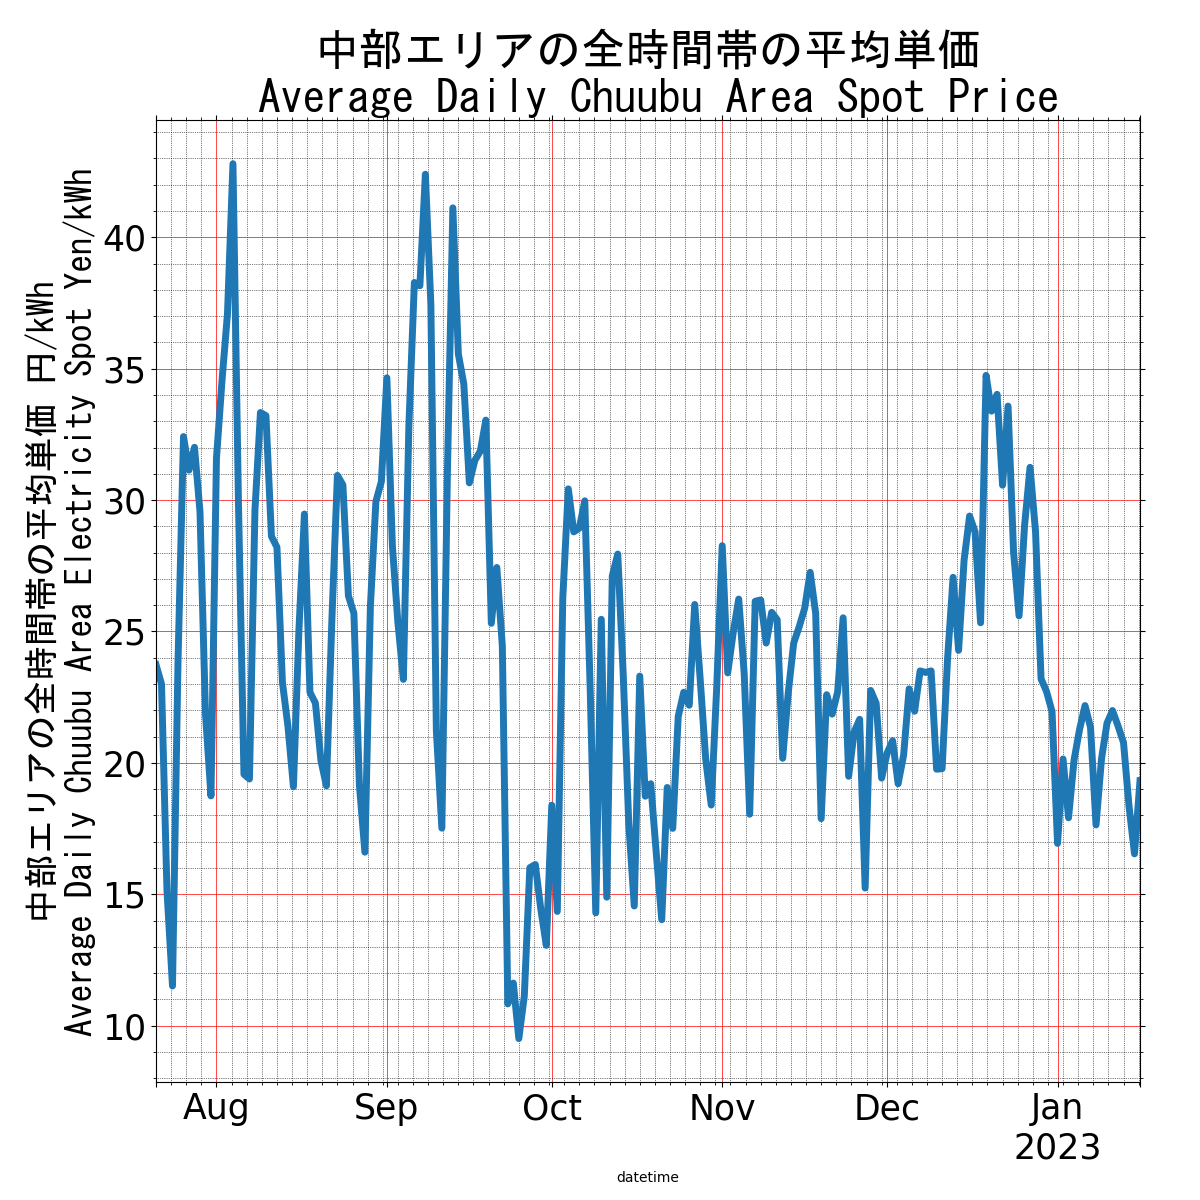 中部エリアの全時間帯の平均単価
Average Daily Chuubu Area Spot Price
中部エリアの全時間帯の平均単価 円/kWh
Average Daily Chuubu Area Electricity Spot Yen/kWh
40
35
30
25
20
15
10
Aug Sep Oct Nov Dec Jan
2023
datetime